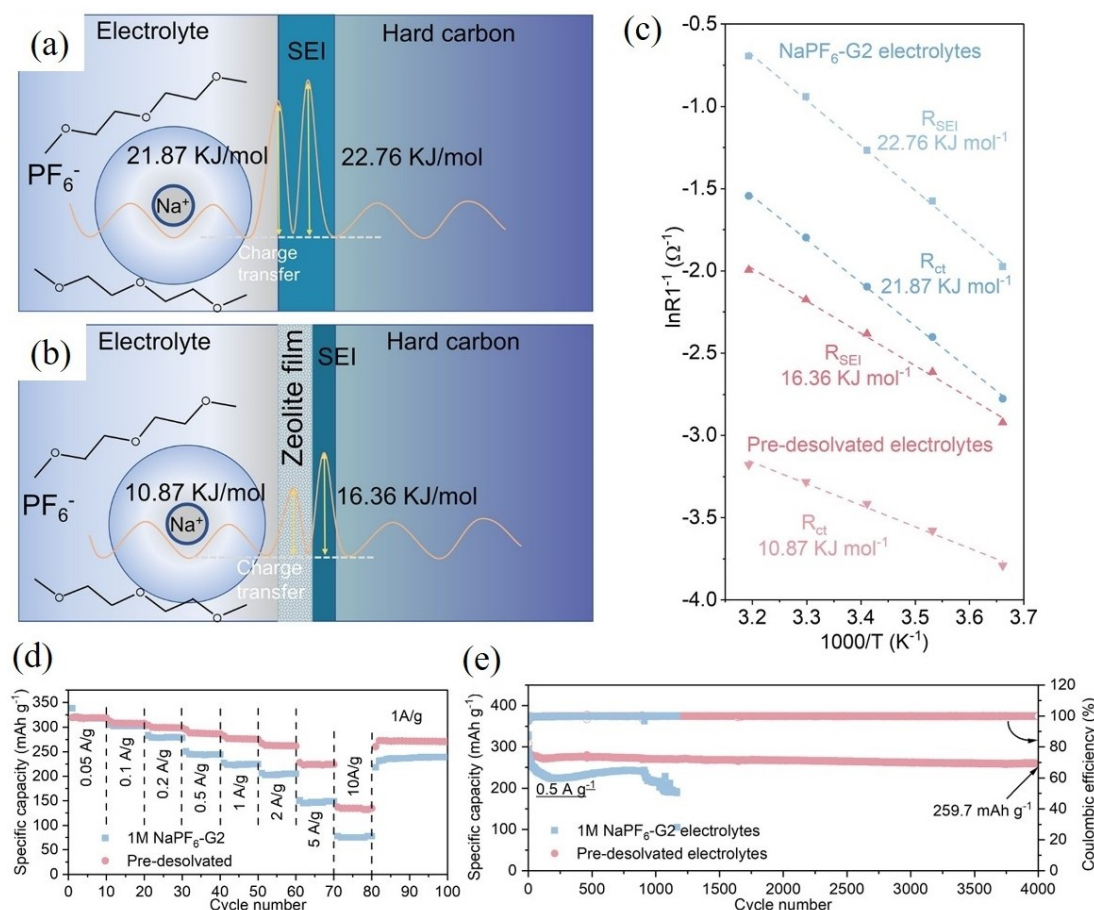 (a)
Electrolyte
SEI
Hard carbon
21.87 KJ/mol
22.76 KJ/mol
PF6-
Na+
Charge
transfer
O
O
O
O
O
O
(b)
Electrolyte
Zeolite film
SEI
Hard carbon
10.87 KJ/mol
16.36 KJ/mol
PF6-
Na+
Charge
transfer
O
O
O
O
O
O
(c)
NaPF6-G2 electrolytes
RSEI
22.76 KJ mol-1
Rct
21.87 KJ mol-1
RSEI
16.36 KJ mol-1
Pre-desolvated electrolytes
Rct
10.87 KJ mol-1
lnR1-1 (Ω-1)
-0.5
-1.0
-1.5
-2.0
-2.5
-3.0
-3.5
-4.0
3.2 3.3 3.4 3.5 3.6 3.7
1000/T (K-1)
(d)
Specific capacity (mAh g-1)
350
300
250
200
150
100
50
0
0.05 A/g
0.1 A/g
0.2 A/g
0.5 A/g
1 A/g
2 A/g
5 A/g
10A/g
1A/g
1M NaPF6-G2
Pre-desolvated
0 20 40 60 80 100
Cycle number
(e)
Specific capacity (mAh g-1)
400
300
200
100
0
0.5 A g-1
1M NaPF6-G2 electrolytes
Pre-desolvated electrolytes
259.7 mAh g-1
120
100
80
60
40
20
0
Coulombic efficiency (%)
0 500 1000 1500 2000 2500 3000 3500 4000
Cycle number